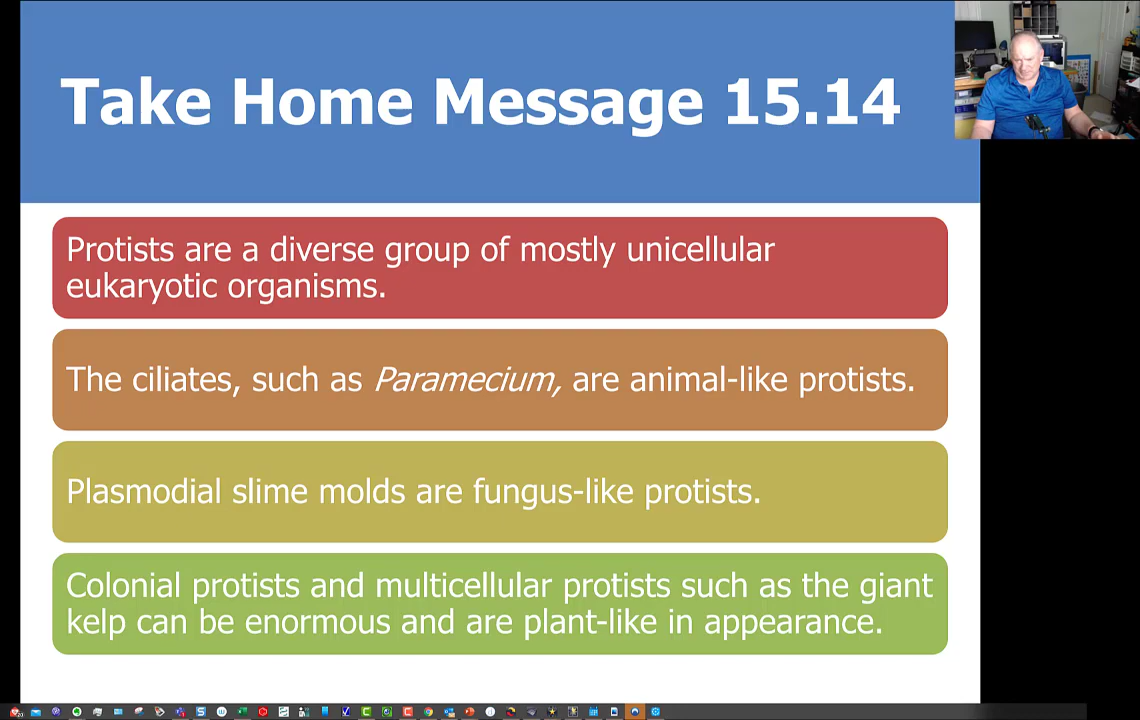 Take Home Message 15.14
Protists are a diverse group of mostly unicellular
eukaryotic organisms.
The ciliates, such as Paramecium, are animal-like protists.
Plasmodial slime molds are fungus-like protists.
Colonial protists and multicellular protists such as the giant
kelp can be enormous and are plant-like in appearance.